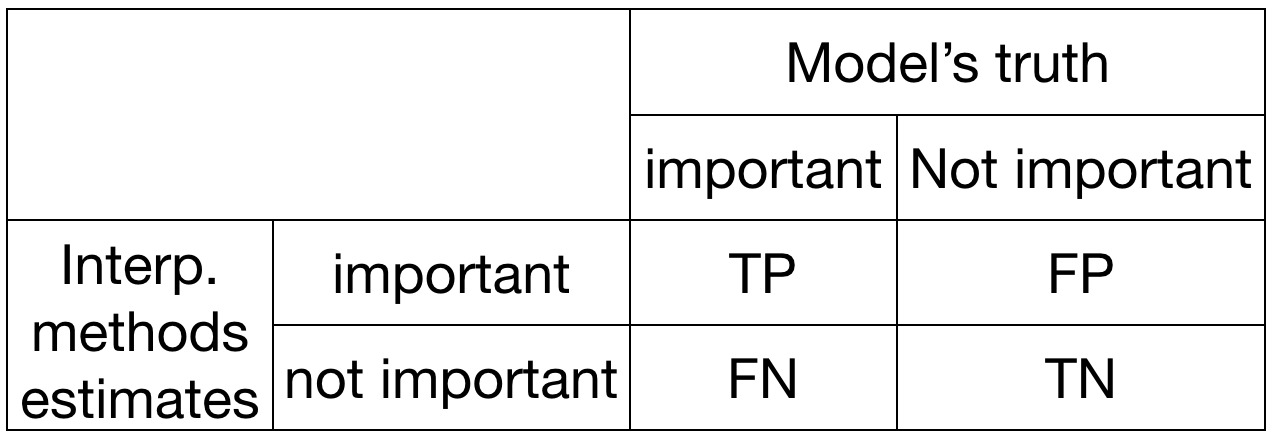 Model’s truth
important
Not important
Interp.
methods
estimates
important
TP
FP
not important
FN
TN